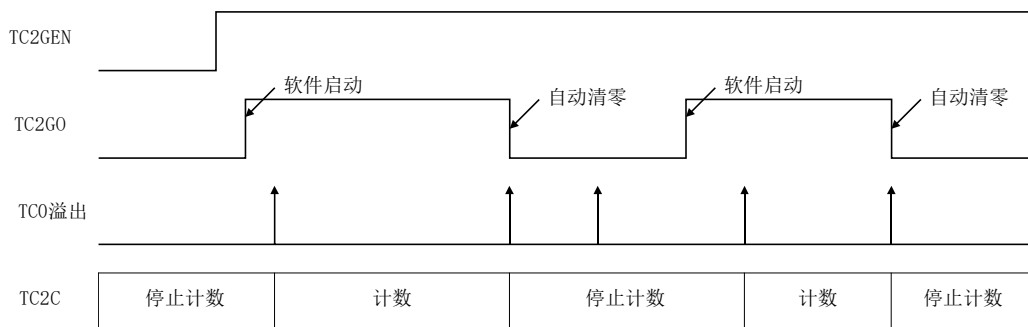 TC2GEN
软件启动
自动清零
软件启动
自动清零
TC2GO
TC0溢出
TC2C
停止计数
计数
停止计数
计数
停止计数